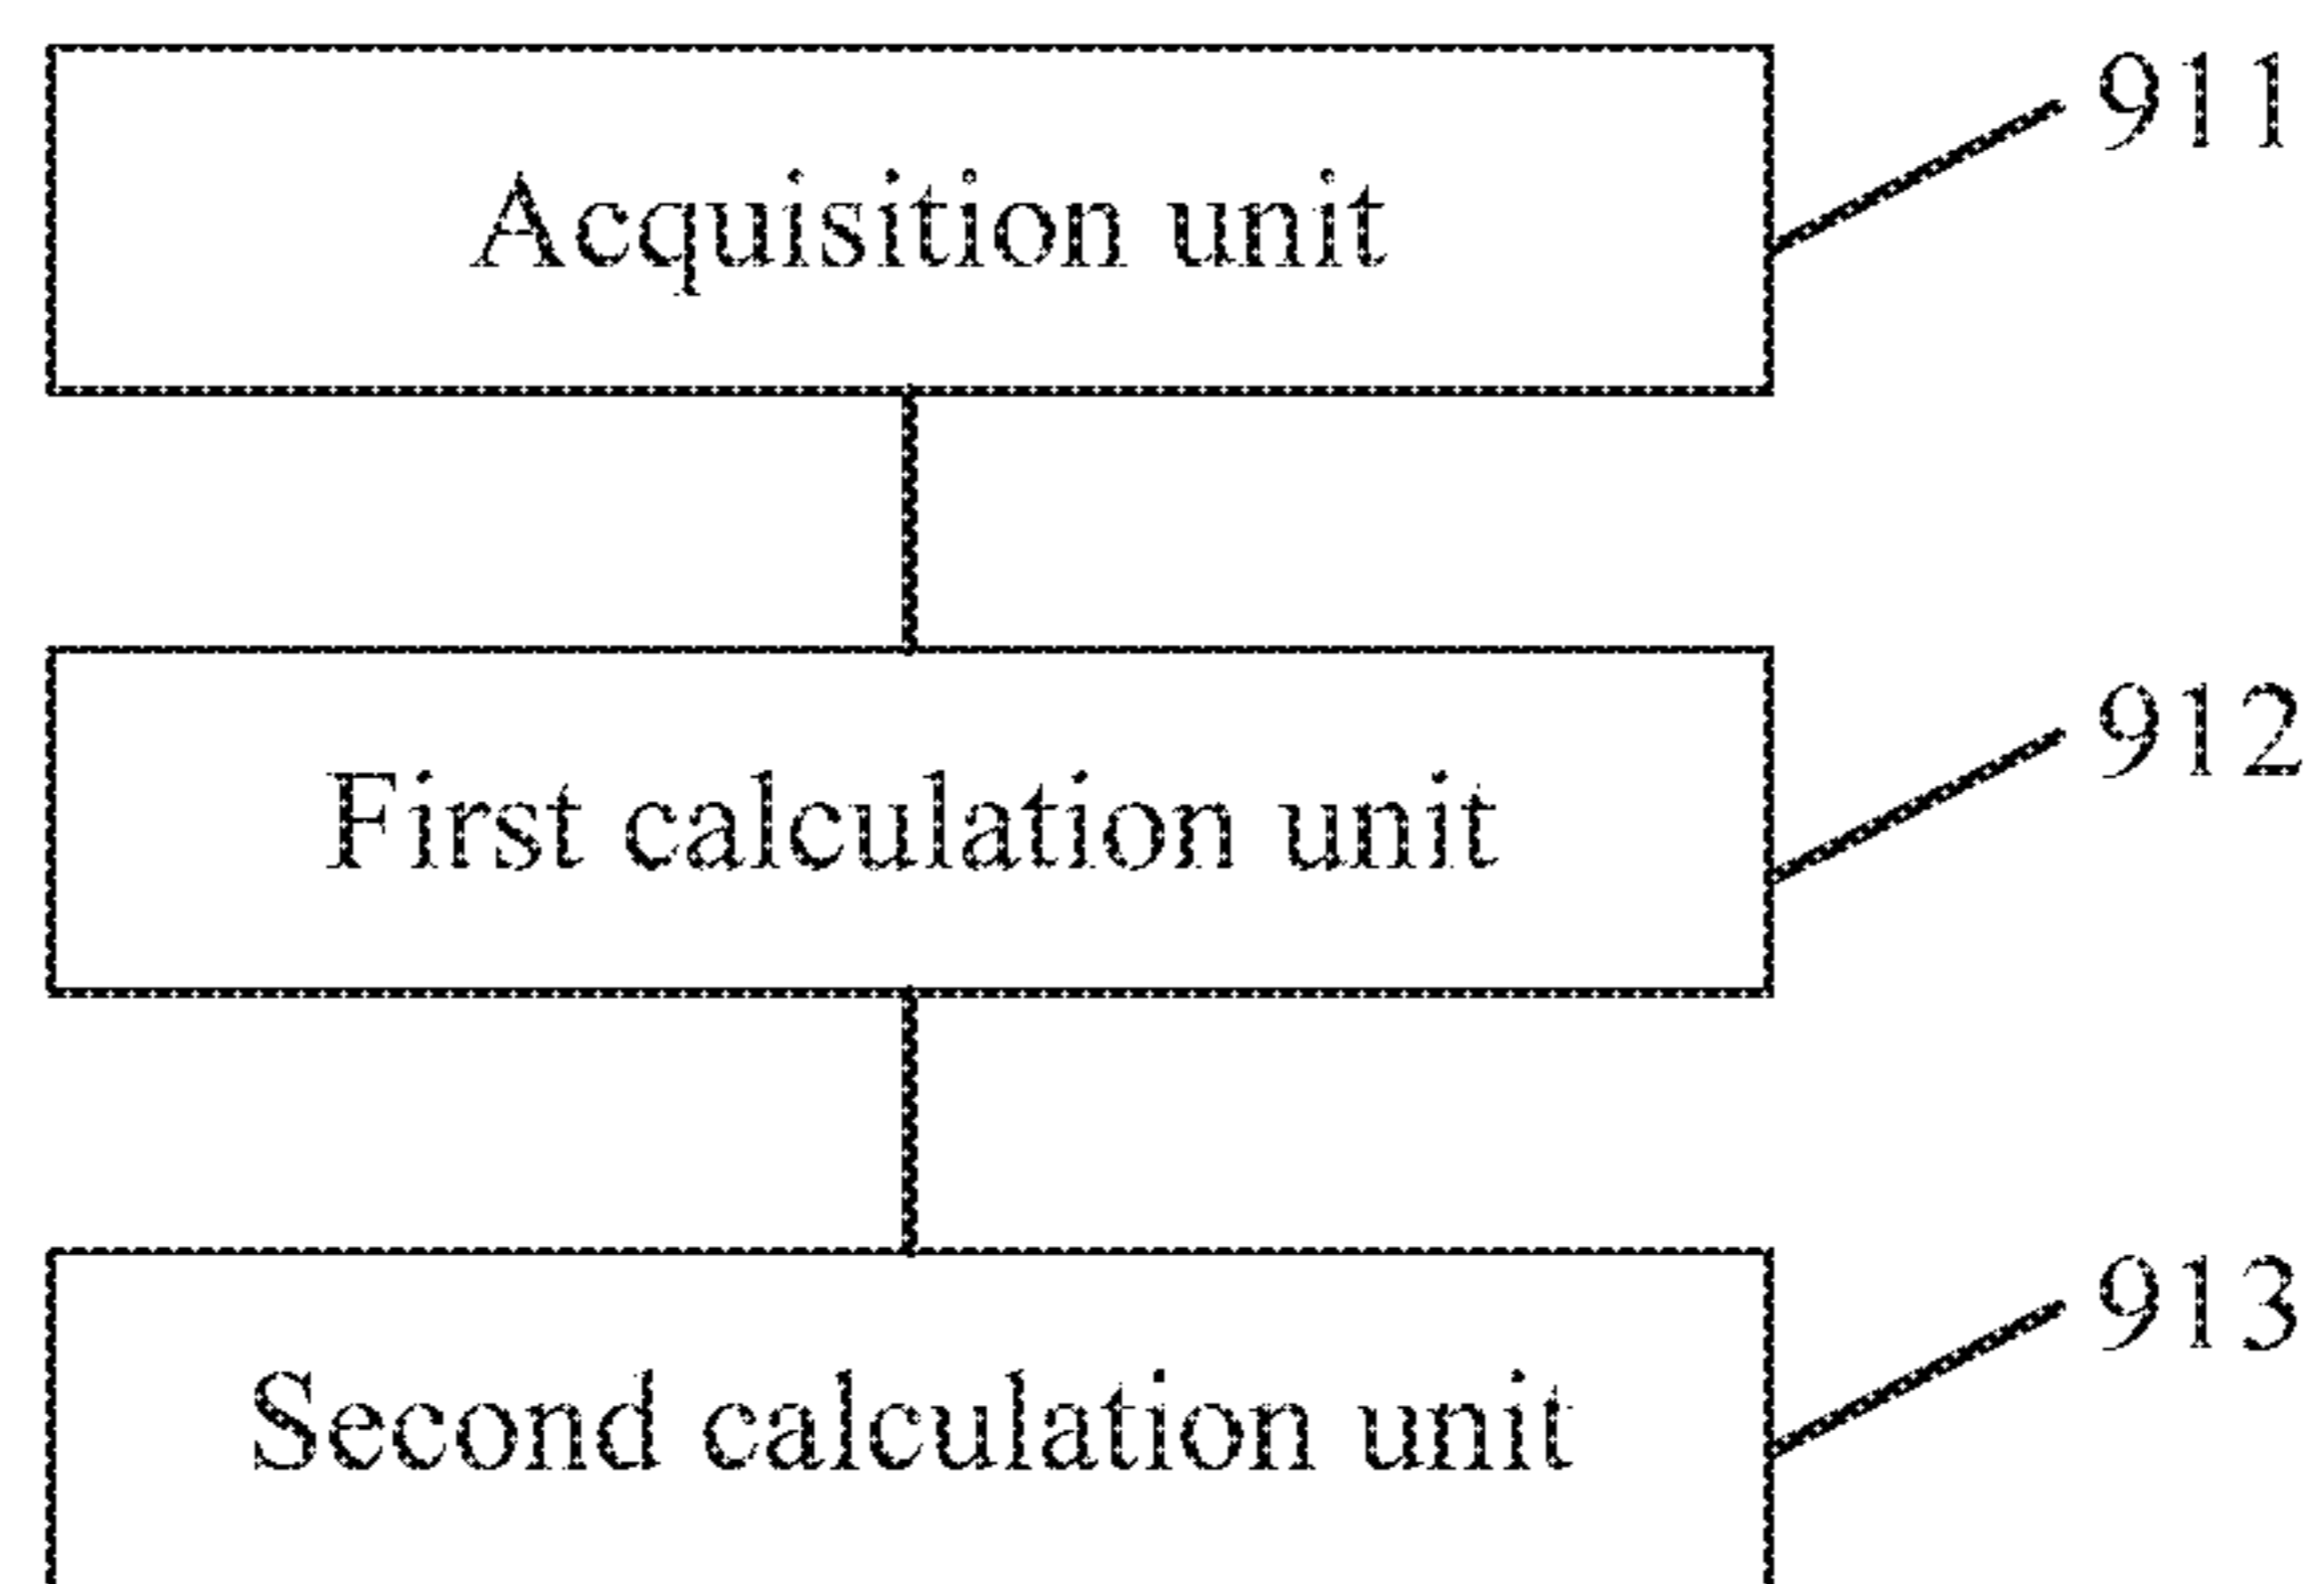 911
Acquisition unit
912
First calculation unit
913
Second calculation unit